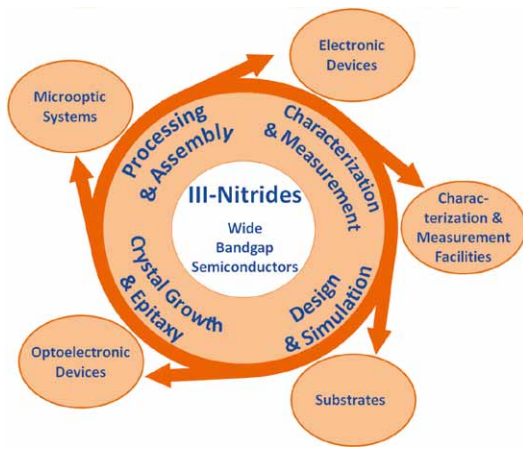 Electronic
Devices
Microoptic
Systems
Processing
& Assembly
Characterization
& Measurement
III-Nitrides
Wide
Bandgap
Semiconductors
Charac-
terization &
Measurement
Facilities
Crystal Growth
& Epitaxy
Design
& Simulation
Optoelectronic
Devices
Substrates